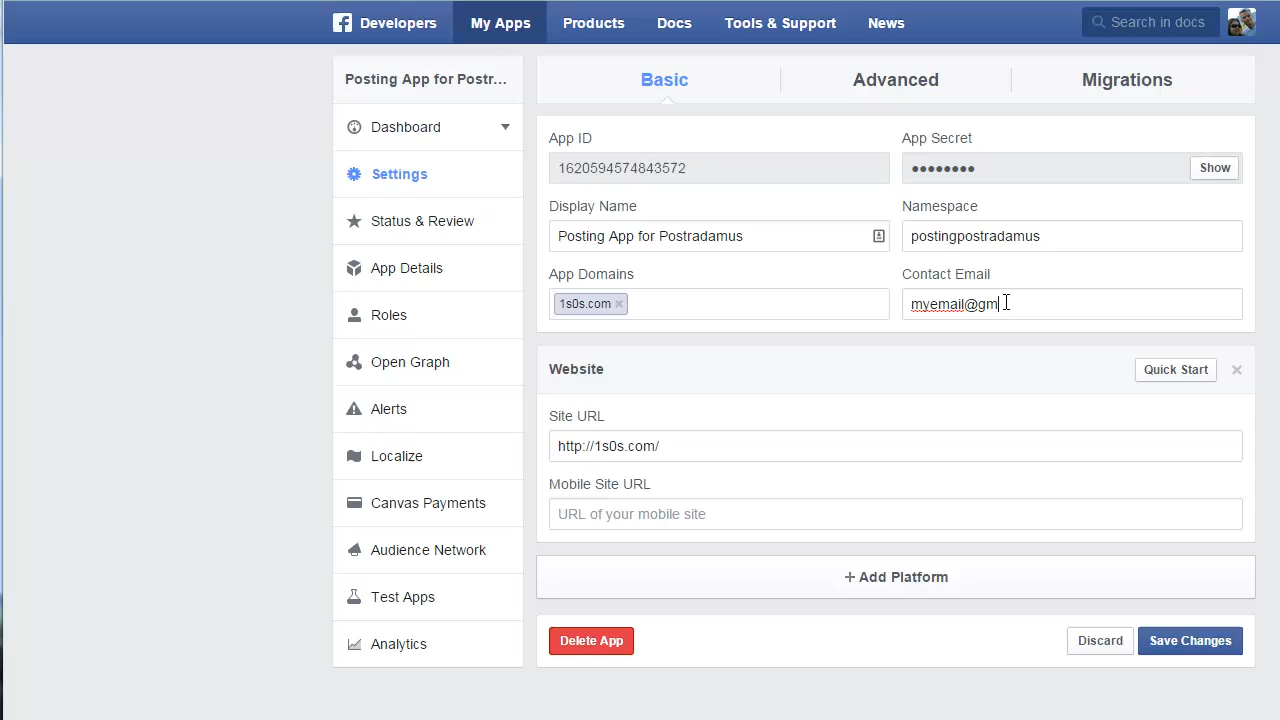 Developers
My Apps
Products
Docs
Tools & Support
News
Search in docs
Posting App for Postr...
Dashboard
Settings
Status & Review
App Details
Roles
Open Graph
Alerts
Localize
Canvas Payments
Audience Network
Test Apps
Analytics
Basic
Advanced
Migrations
App ID
1620594574843572
App Secret
●●●●●●●●
Show
Display Name
Posting App for Postradamus
Namespace
postingpostradamus
App Domains
1s0s.com
Contact Email
myemail@gm
Website
Quick Start
Site URL
http://1s0s.com/
Mobile Site URL
URL of your mobile site
+ Add Platform
Delete App
Discard
Save Changes